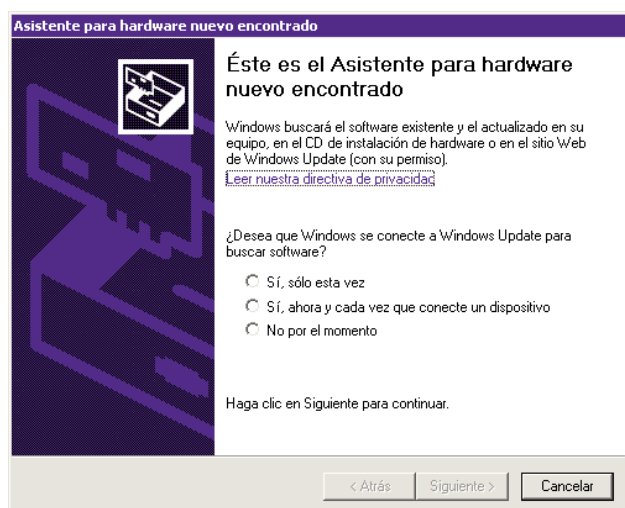 Asistente para hardware nuevo encontrado
Éste es el Asistente para hardware
nuevo encontrado
Windows buscará el software existente y el actualizado en su
equipo, en el CD de instalación de hardware o en el sitio Web
de Windows Update (con su permiso).
Leer nuestra directiva de privacidad
¿Desea que Windows se conecte a Windows Update para
buscar software?
Sí, sólo esta vez
Sí, ahora y cada vez que conecte un dispositivo
No por el momento
Haga clic en Siguiente para continuar.
< Atrás
Siguiente >
Cancelar